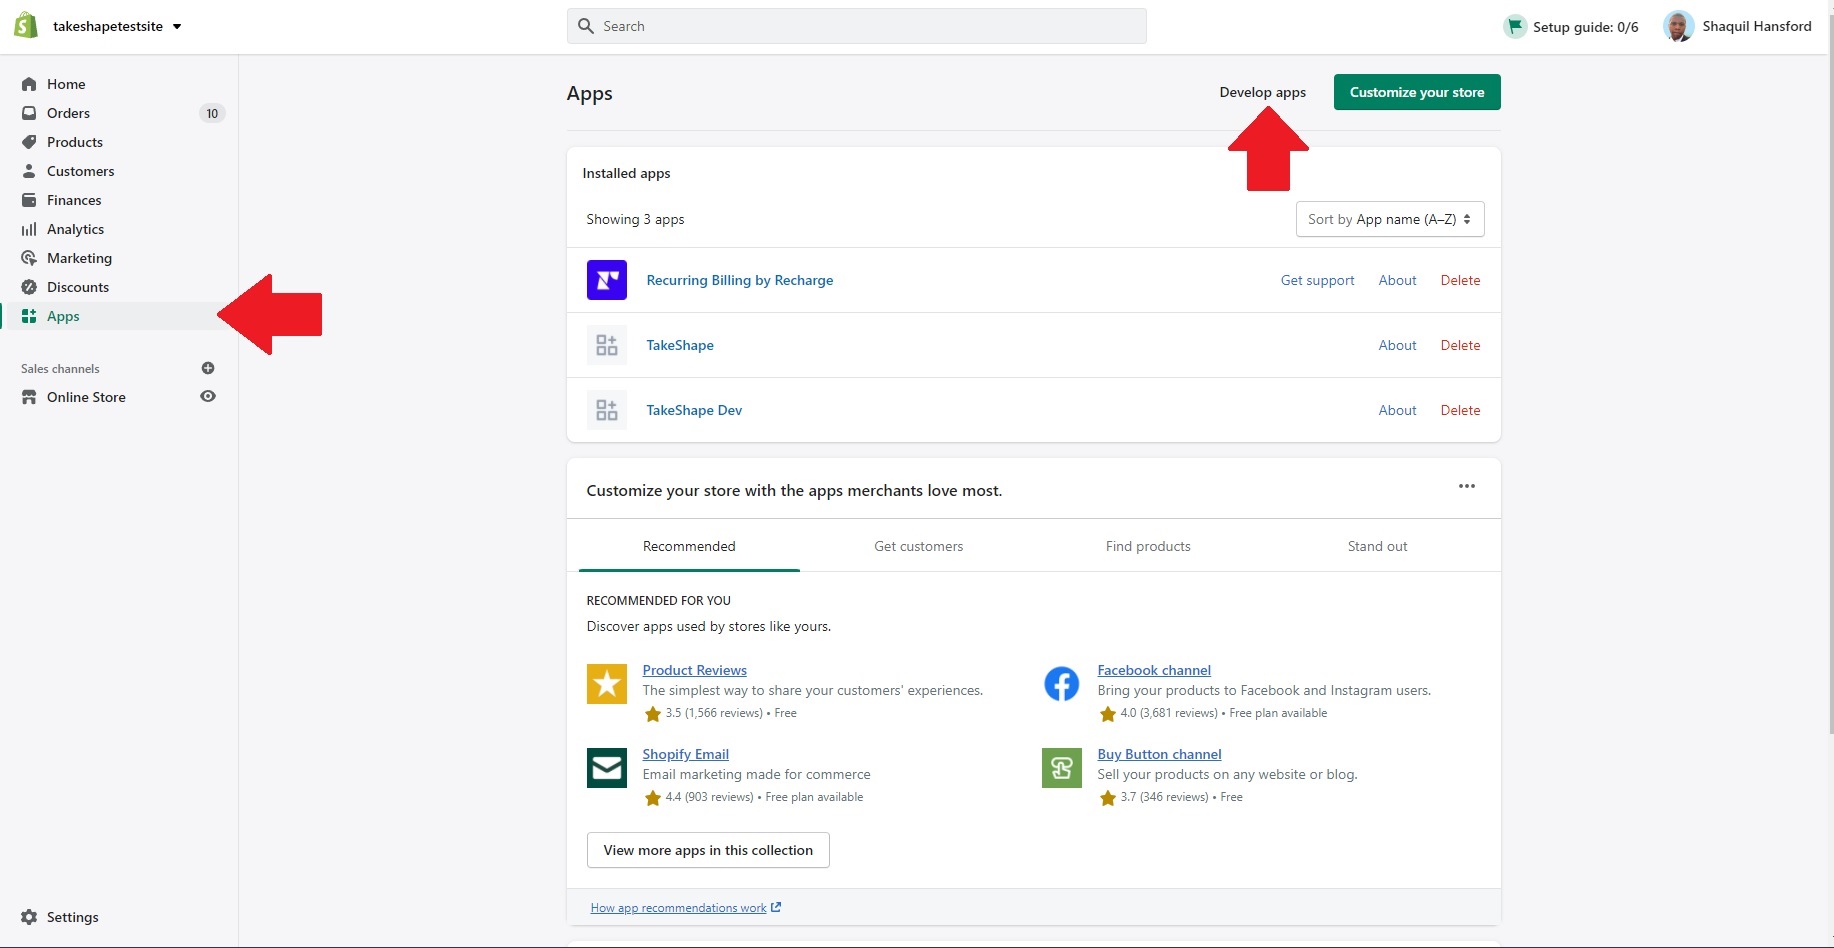 takeshapetestsite
Search
Setup guide: 0/6
Shaquil Hansford
Home
Orders 10
Products
Customers
Finances
Analytics
Marketing
Discounts
Apps
Sales channels
Online Store
Settings
Apps
Develop apps
Customize your store
Installed apps
Showing 3 apps
Sort by App name (A–Z)
Recurring Billing by Recharge Get support About Delete
TakeShape About Delete
TakeShape Dev About Delete
Customize your store with the apps merchants love most.
Recommended Get customers Find products Stand out
RECOMMENDED FOR YOU
Discover apps used by stores like yours.
Product Reviews
The simplest way to share your customers' experiences.
3.5 (1,566 reviews) • Free
Facebook channel
Bring your products to Facebook and Instagram users.
4.0 (3,681 reviews) • Free plan available
Shopify Email
Email marketing made for commerce
4.4 (903 reviews) • Free plan available
Buy Button channel
Sell your products on any website or blog.
3.7 (346 reviews) • Free
View more apps in this collection
How app recommendations work